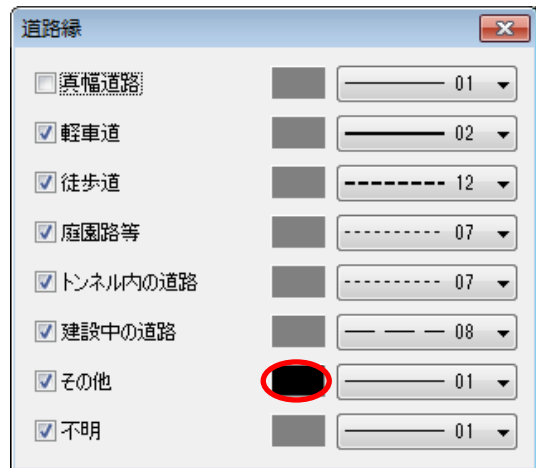 道路縁
真幅道路 01
軽車道 02
徒歩道 12
庭園路等 07
トンネル内の道路 07
建設中の道路 08
その他 01
不明 01